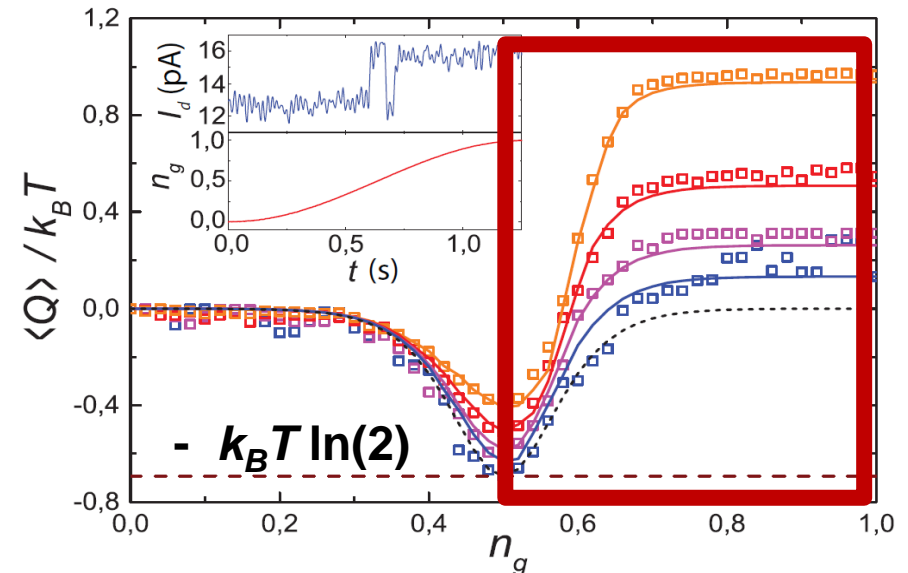 1,2
0,8
0,4
0,0
-0,4
-0,8
⟨Q⟩ / k_BT
16
14
12
I_d (pA)
1,0
0,5
0,0
n_g
0,0 0,5 1,0
t (s)
- k_BT ln(2)
0,0 0,2 0,4 0,6 0,8 1,0
n_g